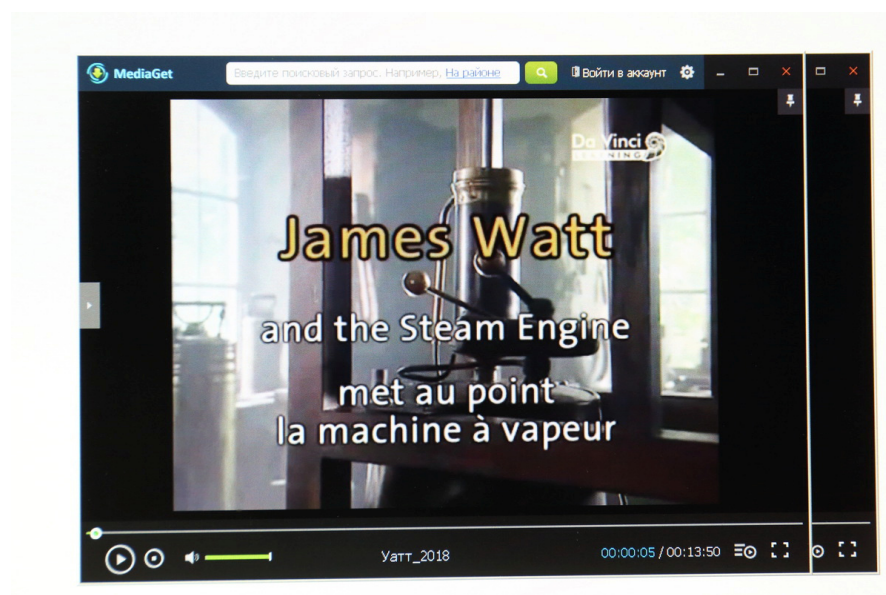 MediaGet
Введите поисковый запрос. Например, На районе
Войти в аккаунт
Da Vinci
LEARNING
James Watt
and the Steam Engine
met au point
la machine à vapeur
Уатт_2018
00:00:05 / 00:13:50